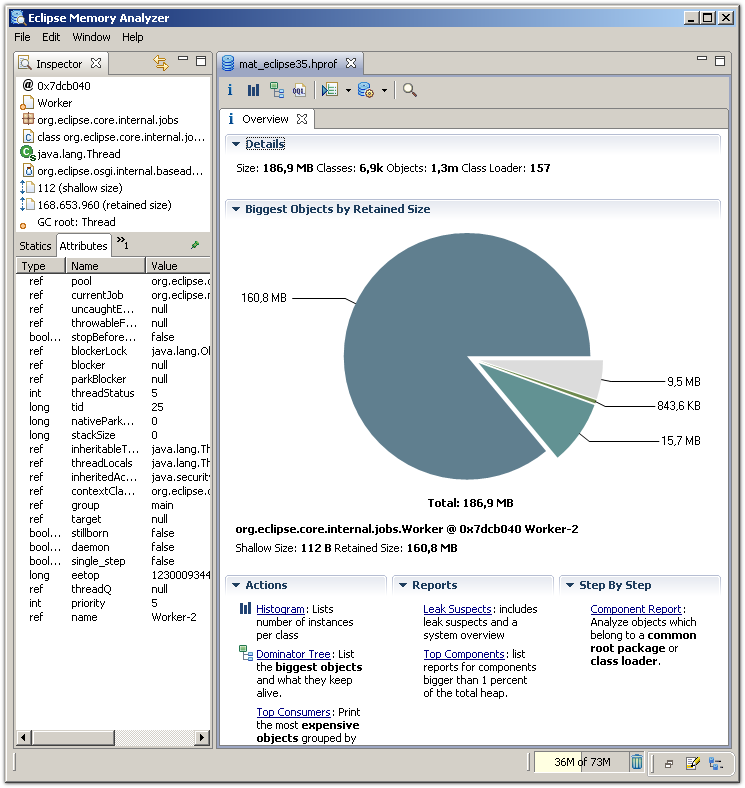 Eclipse Memory Analyzer
File Edit Window Help
Inspector
@ 0x7dcb040
Worker
org.eclipse.core.internal.jobs
class org.eclipse.core.internal.jo...
java.lang.Thread
org.eclipse.osgi.internal.basead...
112 (shallow size)
168.653.960 (retained size)
GC root: Thread
Statics Attributes »1
Type Name Value
ref pool org.eclipse.c
ref currentJob org.eclipse.r
ref uncaughtE... null
ref throwableF... null
bool... stopBefore... false
ref blockerLock java.lang.Ol
ref blocker null
ref parkBlocker null
int threadStatus 5
long tid 25
long nativePark... 0
long stackSize 0
ref inheritableT... java.lang.Th
ref threadLocals java.lang.Th
ref inheritedAc... java.security
ref contextCla... org.eclipse.c
ref group main
ref target null
bool... stillborn false
bool... daemon false
bool... single_step false
long eetop 1230009344
ref threadQ null
int priority 5
ref name Worker-2
mat_eclipse35.hprof
i OQL
i Overview
Details
Size: 186,9 MB Classes: 6,9k Objects: 1,3m Class Loader: 157
Biggest Objects by Retained Size
160,8 MB
9,5 MB
843,6 KB
15,7 MB
Total: 186,9 MB
org.eclipse.core.internal.jobs.Worker @ 0x7dcb040 Worker-2
Shallow Size: 112 B Retained Size: 160,8 MB
Actions
Histogram: Lists
number of instances
per class
Dominator Tree: List
the biggest objects
and what they keep
alive.
Top Consumers: Print
the most expensive
objects grouped by
Reports
Leak Suspects: includes
leak suspects and a
system overview
Top Components: list
reports for components
bigger than 1 percent
of the total heap.
Step By Step
Component Report:
Analyze objects which
belong to a common
root package or
class loader.
36M of 73M